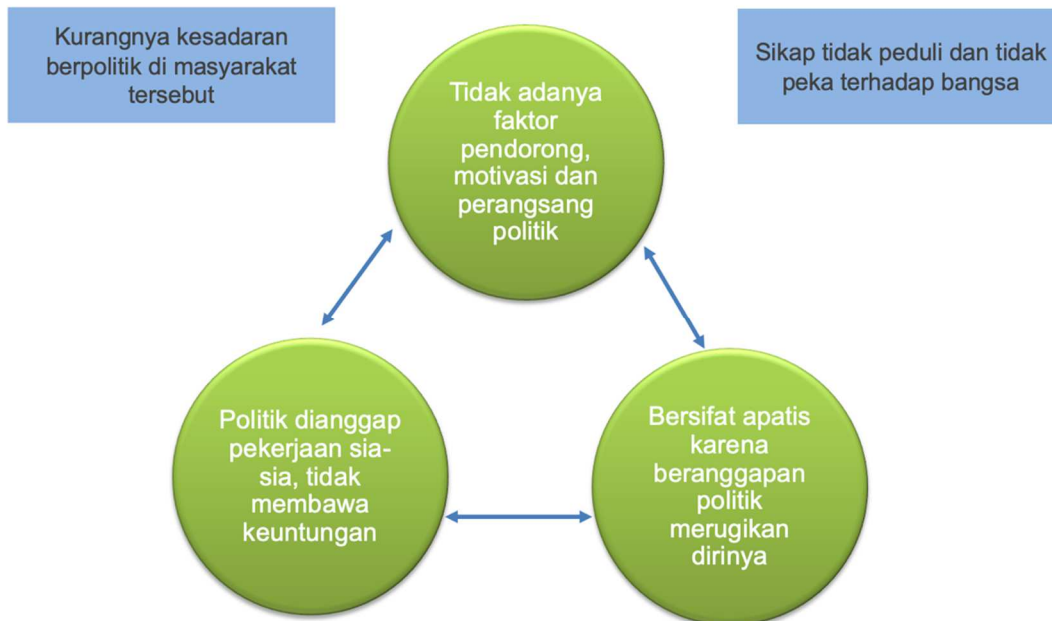 Kurangnya kesadaran
berpolitik di masyarakat
tersebut
Sikap tidak peduli dan tidak
peka terhadap bangsa
Tidak adanya
faktor
pendorong,
motivasi dan
perangsang
politik
Politik dianggap
pekerjaan sia-
sia, tidak
membawa
keuntungan
Bersifat apatis
karena
beranggapan
politik
merugikan
dirinya